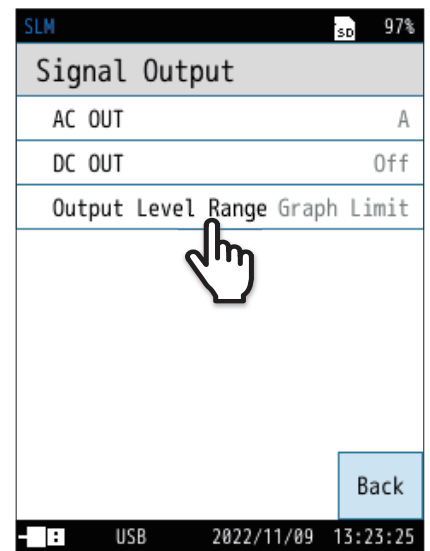 SLM SD 97%
Signal Output
AC OUT A
DC OUT Off
Output Level Range Graph Limit
Back
USB 2022/11/09 13:23:25